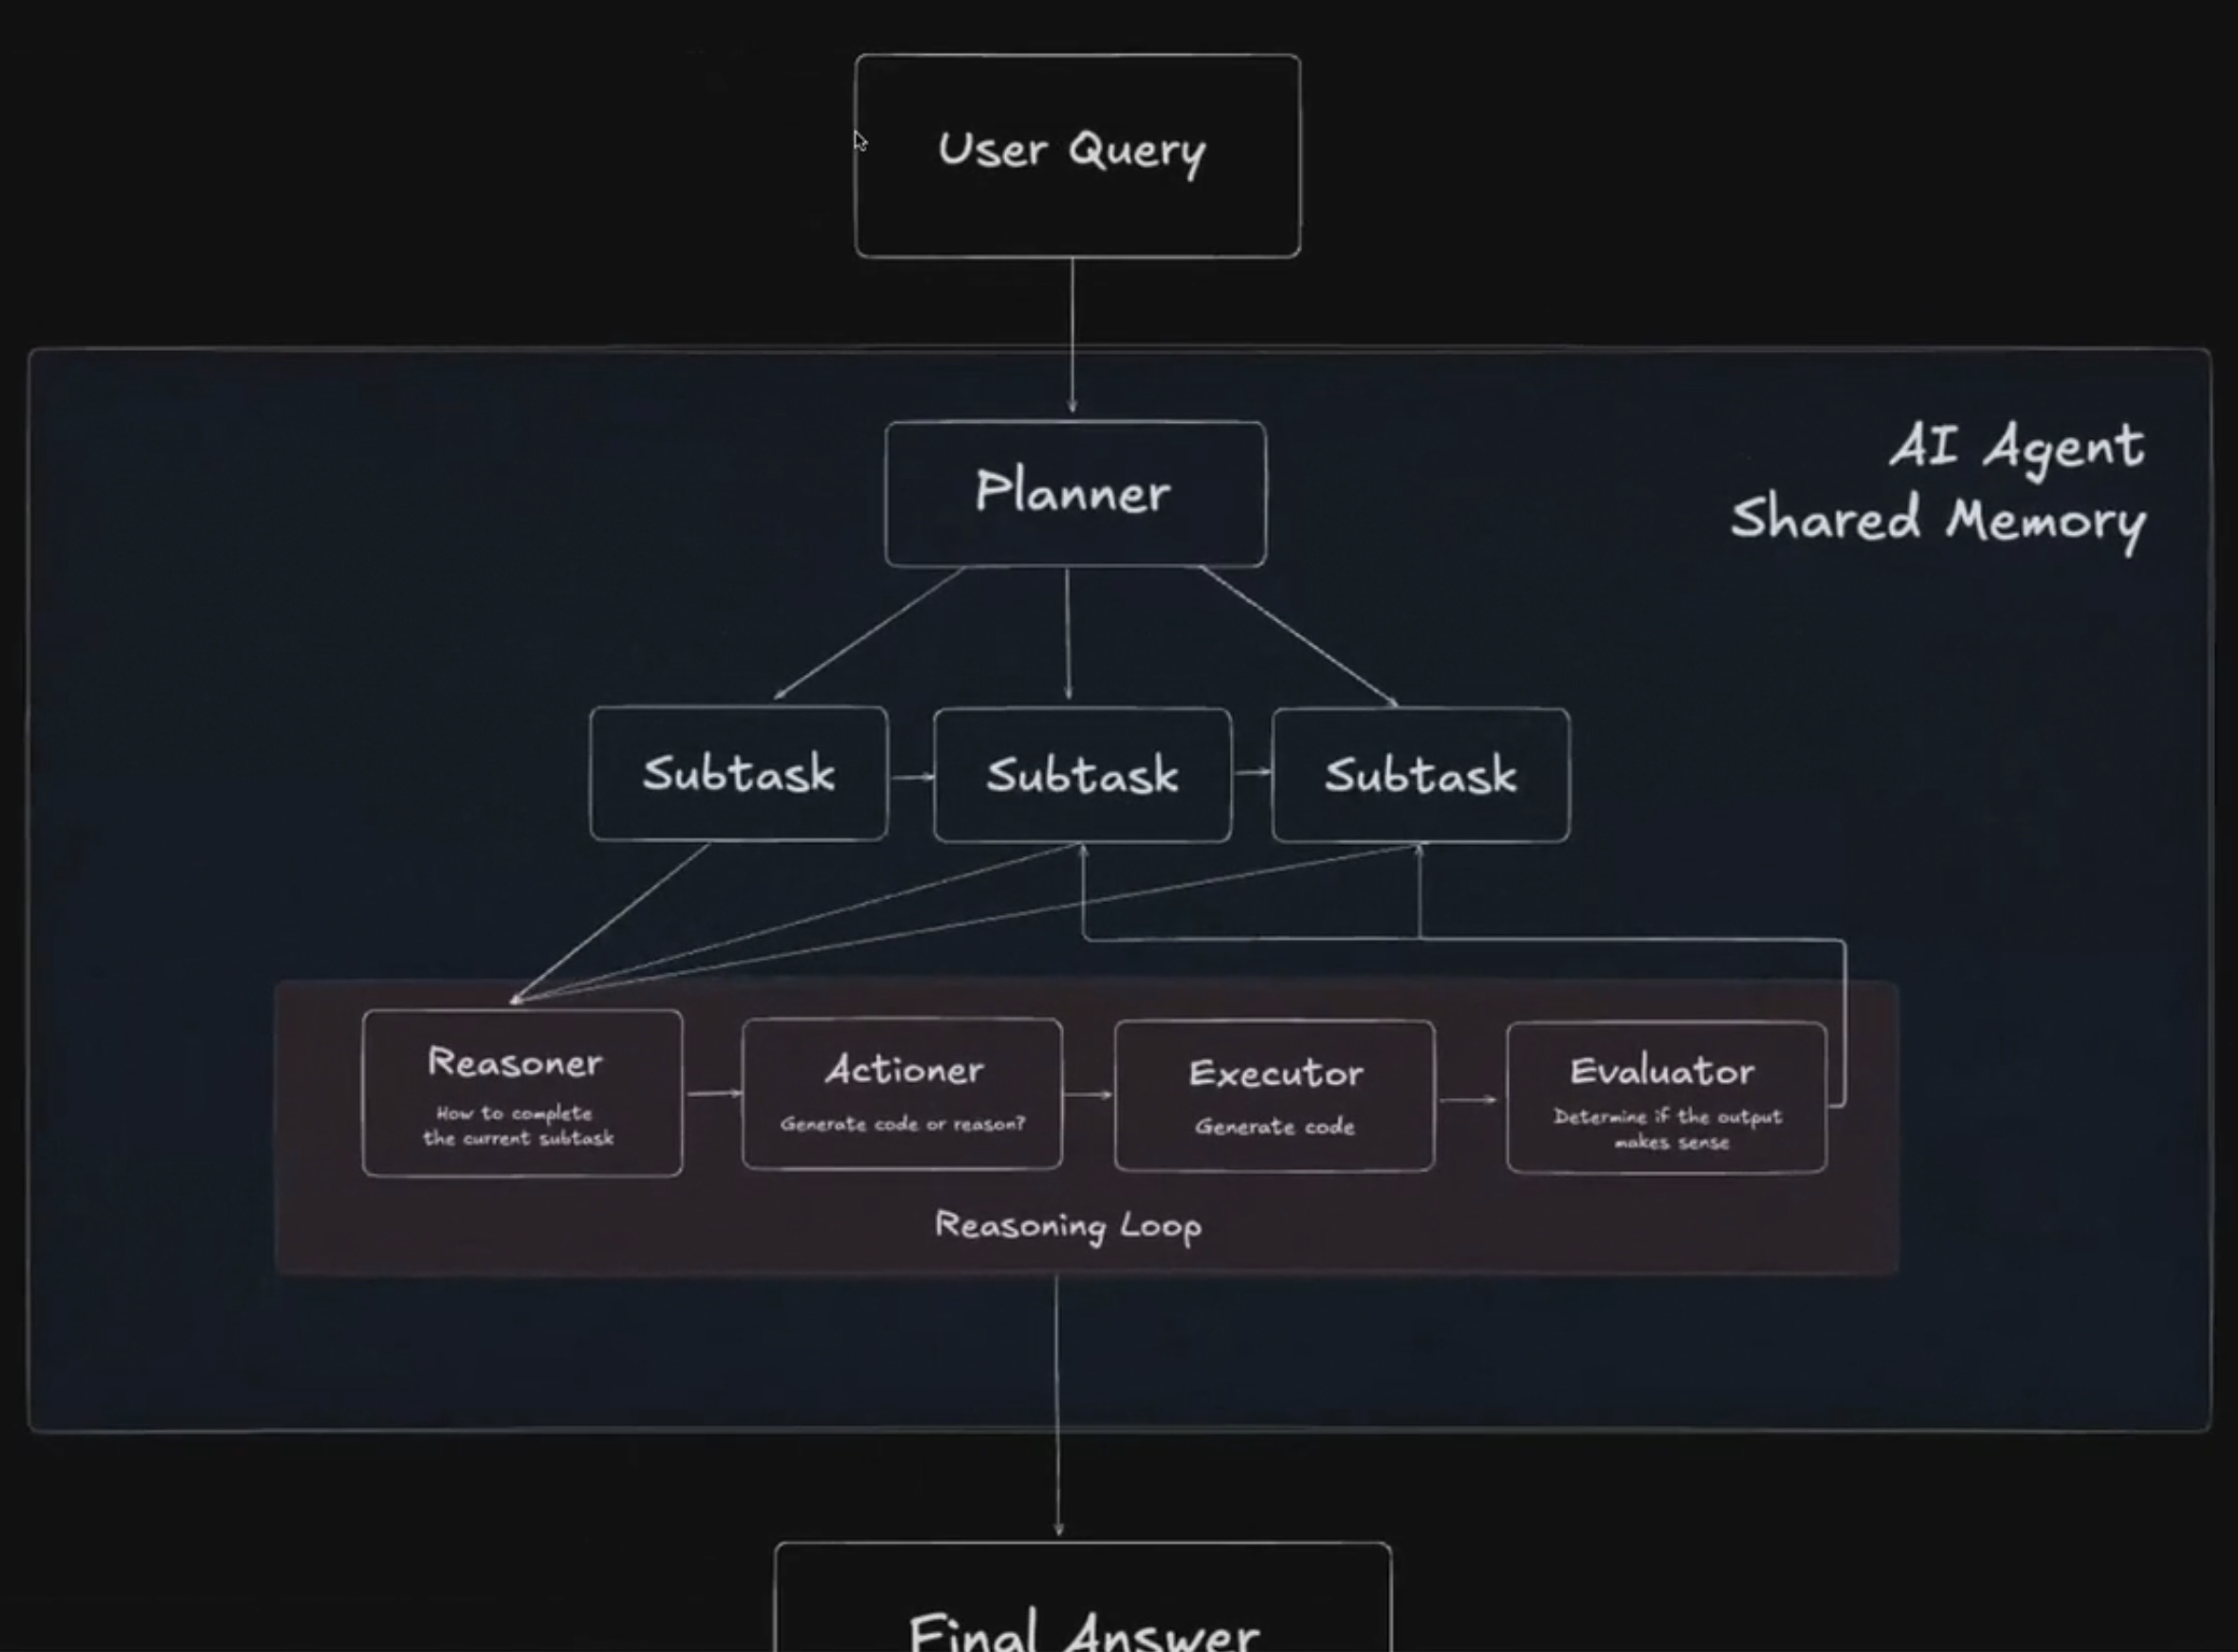 User Query
AI Agent
Shared Memory
Planner
Subtask
Subtask
Subtask
Reasoner
How to complete
the current subtask
Actioner
Generate code or reason?
Executor
Generate code
Evaluator
Determine if the output
makes sense
Reasoning Loop
Final Answer